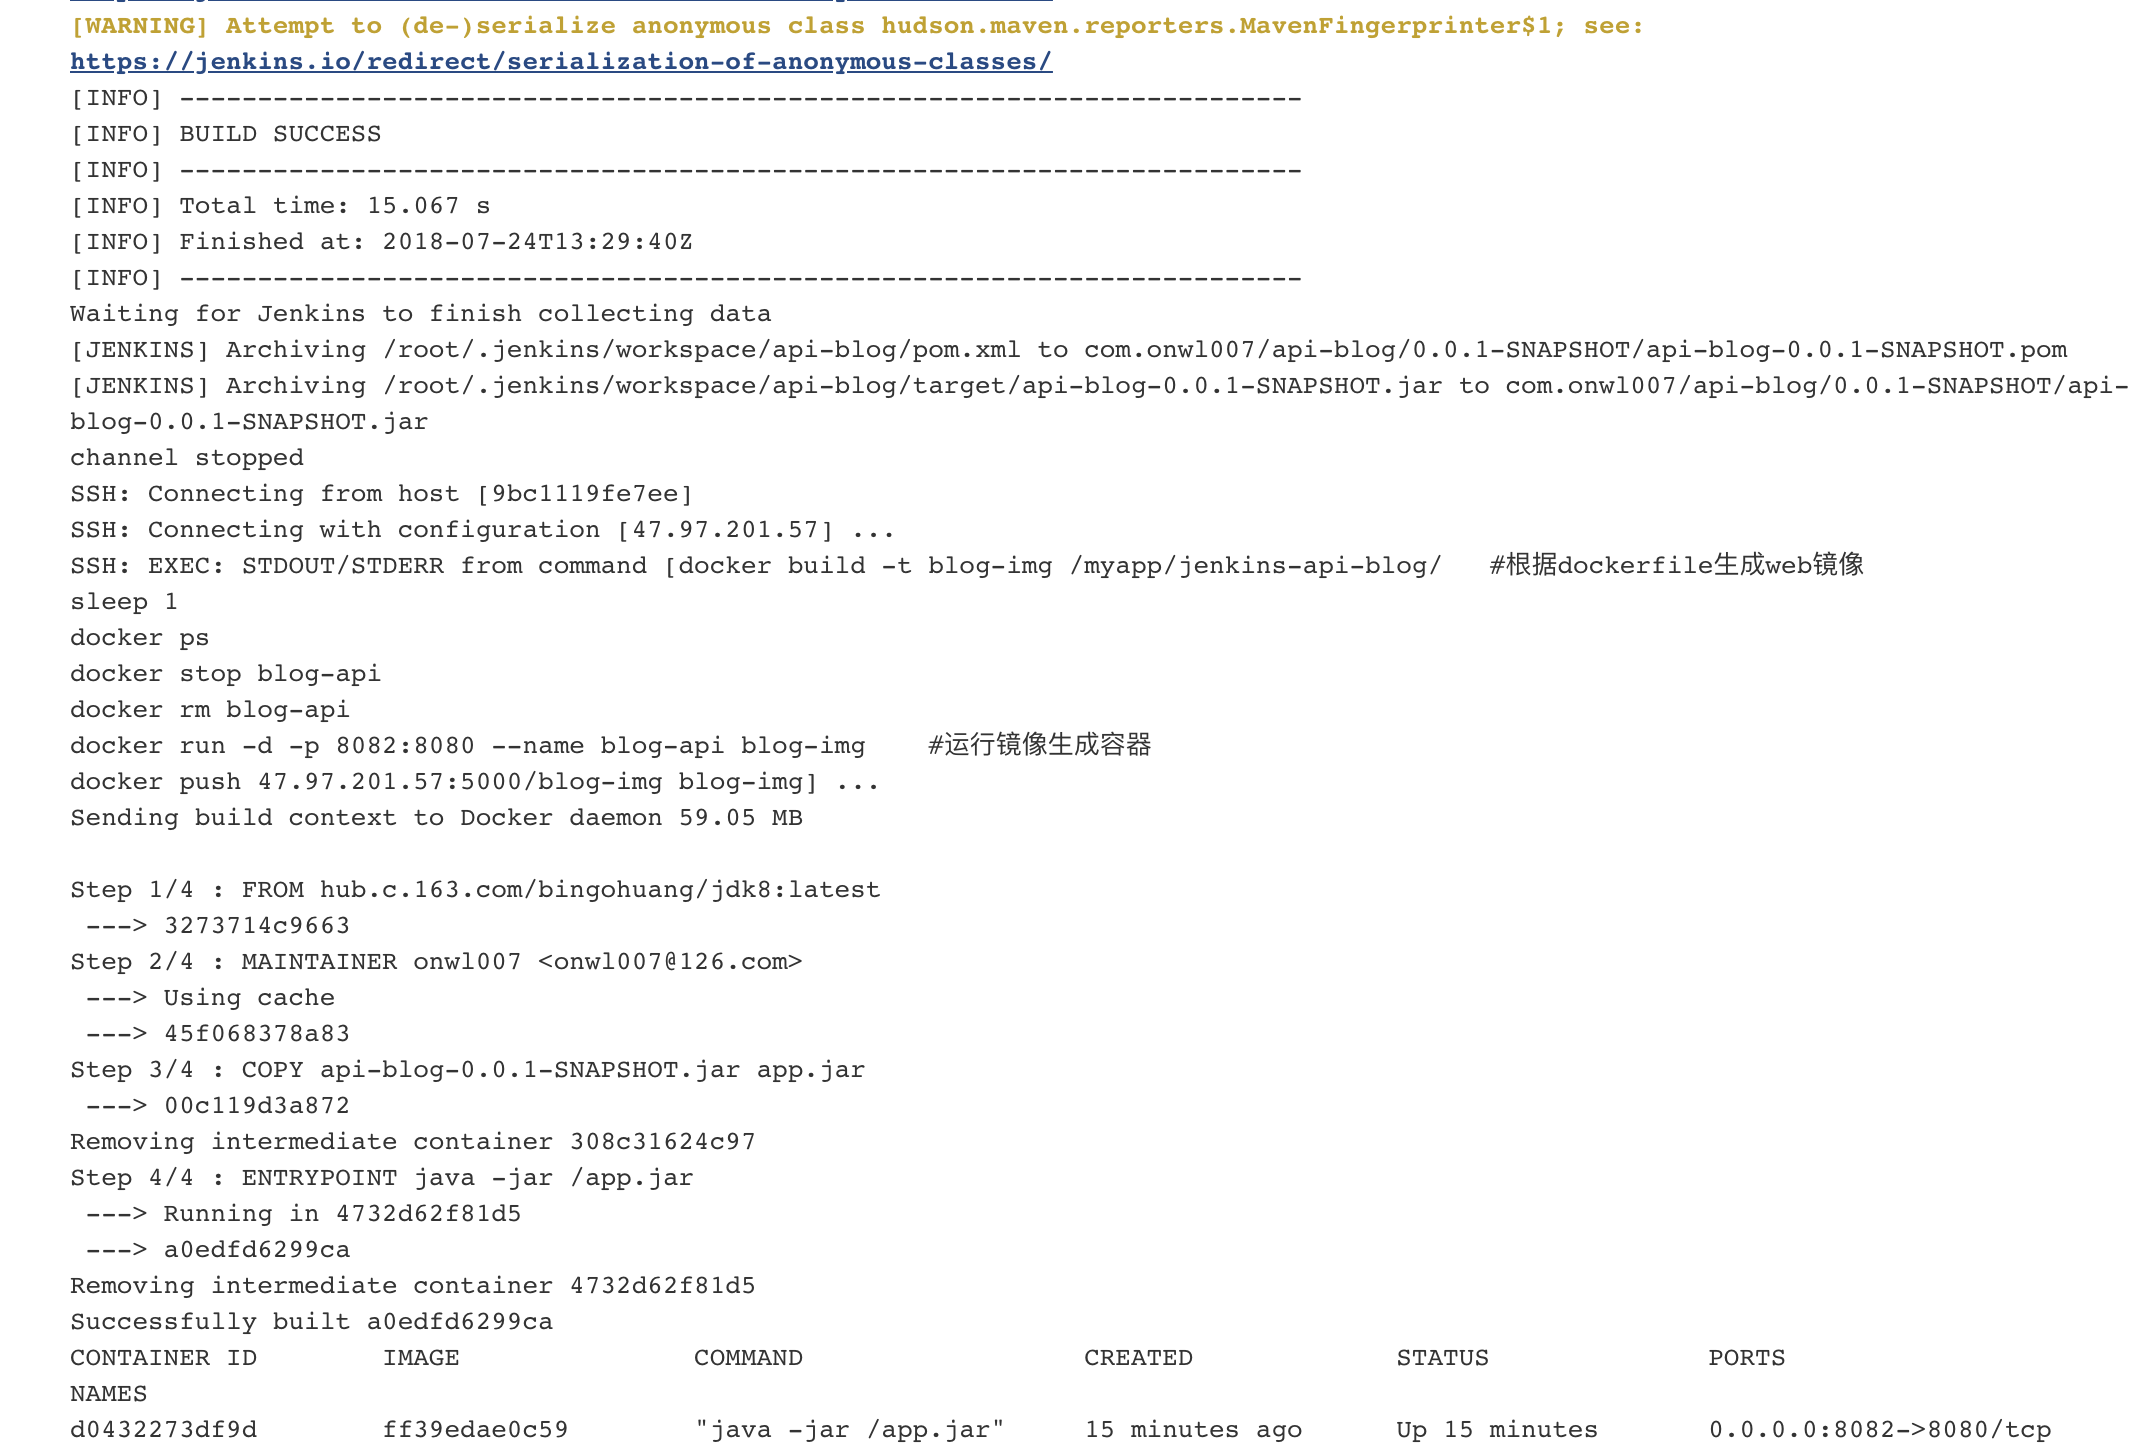 [WARNING] Attempt to (de-)serialize anonymous class hudson.maven.reporters.MavenFingerprinter$1; see:
https://jenkins.io/redirect/serialization-of-anonymous-classes/
[INFO] ------------------------------------------------------------------------
[INFO] BUILD SUCCESS
[INFO] ------------------------------------------------------------------------
[INFO] Total time: 15.067 s
[INFO] Finished at: 2018-07-24T13:29:40Z
[INFO] ------------------------------------------------------------------------
Waiting for Jenkins to finish collecting data
[JENKINS] Archiving /root/.jenkins/workspace/api-blog/pom.xml to com.onwl007/api-blog/0.0.1-SNAPSHOT/api-blog-0.0.1-SNAPSHOT.pom
[JENKINS] Archiving /root/.jenkins/workspace/api-blog/target/api-blog-0.0.1-SNAPSHOT.jar to com.onwl007/api-blog/0.0.1-SNAPSHOT/api-
blog-0.0.1-SNAPSHOT.jar
channel stopped
SSH: Connecting from host [9bc1119fe7ee]
SSH: Connecting with configuration [47.97.201.57] ...
SSH: EXEC: STDOUT/STDERR from command [docker build -t blog-img /myapp/jenkins-api-blog/   #根据dockerfile生成web镜像
sleep 1
docker ps
docker stop blog-api
docker rm blog-api
docker run -d -p 8082:8080 --name blog-api blog-img    #运行镜像生成容器
docker push 47.97.201.57:5000/blog-img blog-img] ...
Sending build context to Docker daemon 59.05 MB
Step 1/4 : FROM hub.c.163.com/bingohuang/jdk8:latest
 ---> 3273714c9663
Step 2/4 : MAINTAINER onwl007 <onwl007@126.com>
 ---> Using cache
 ---> 45f068378a83
Step 3/4 : COPY api-blog-0.0.1-SNAPSHOT.jar app.jar
 ---> 00c119d3a872
Removing intermediate container 308c31624c97
Step 4/4 : ENTRYPOINT java -jar /app.jar
 ---> Running in 4732d62f81d5
 ---> a0edfd6299ca
Removing intermediate container 4732d62f81d5
Successfully built a0edfd6299ca
CONTAINER ID        IMAGE               COMMAND                  CREATED             STATUS              PORTS
NAMES
d0432273df9d        ff39edae0c59        "java -jar /app.jar"     15 minutes ago      Up 15 minutes       0.0.0.0:8082->8080/tcp